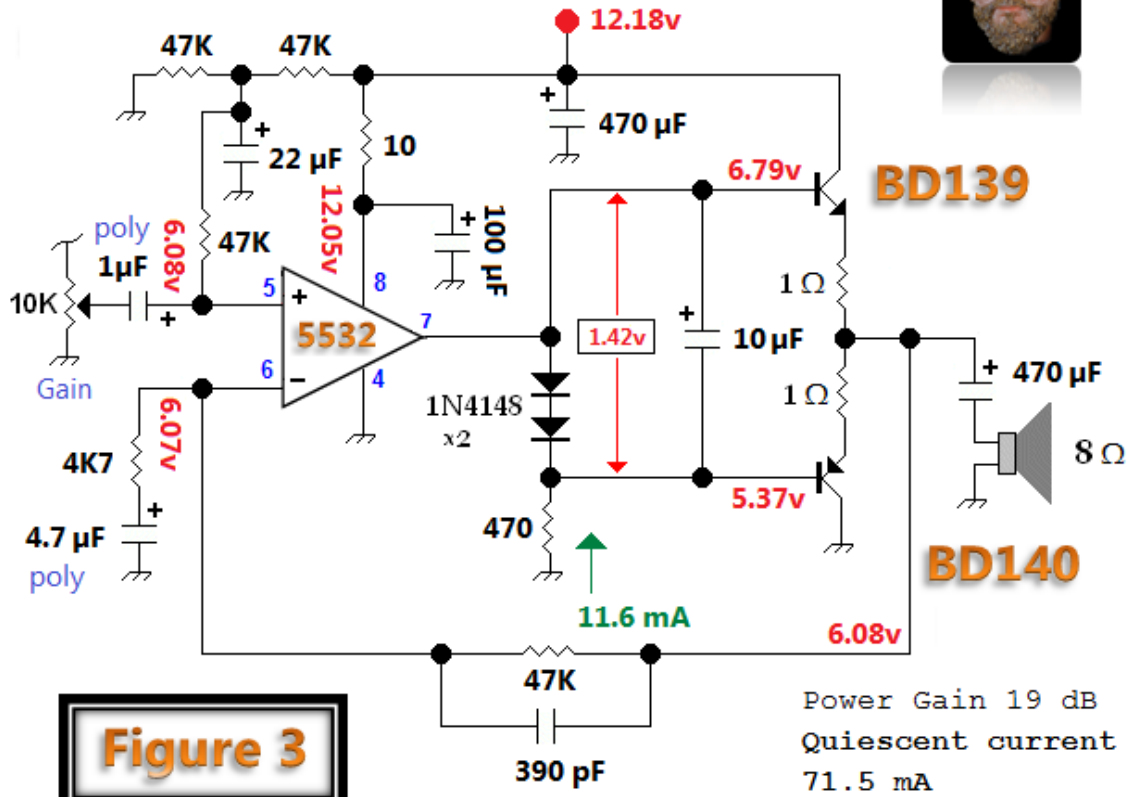 12.18v
47K
47K
+
470 µF
10
+
22 µF
6.79v
BD139
12.05v
+
100 µF
poly
1µF
6.08v
47K
8
1 Ω
10K
+
5
+
5532
7
1.42v
+
10 µF
+
470 µF
Gain
6
−
4
1N4148
x2
1 Ω
8 Ω
6.07v
4K7
+
4.7 µF
poly
470
5.37v
BD140
11.6 mA
6.08v
47K
390 pF
Figure 3
Power Gain 19 dB
Quiescent current
71.5 mA